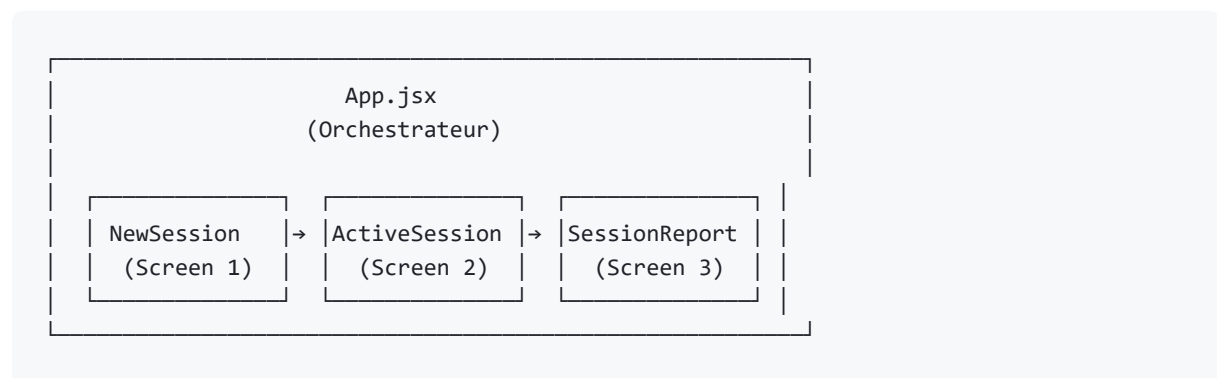 App.jsx
(Orchestrateur)
NewSession → ActiveSession → SessionReport
(Screen 1) (Screen 2) (Screen 3)